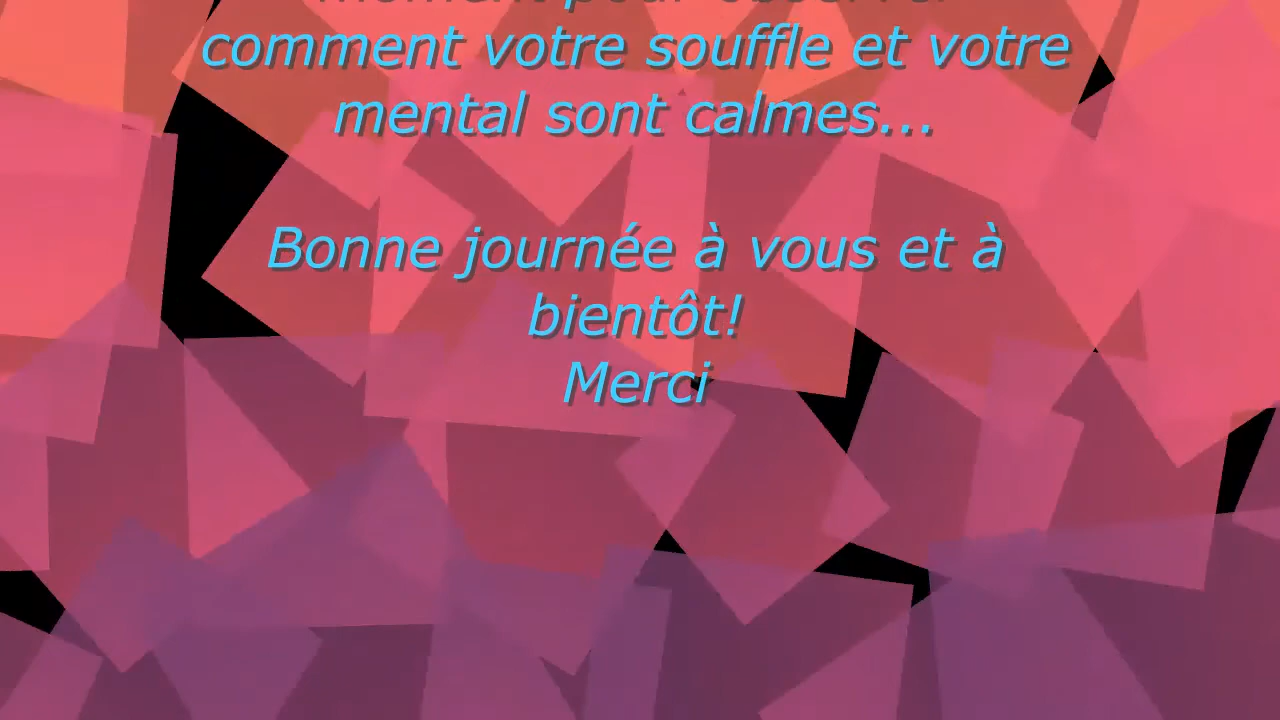 comment votre souffle et votre
mental sont calmes...
Bonne journée à vous et à
bientôt!
Merci